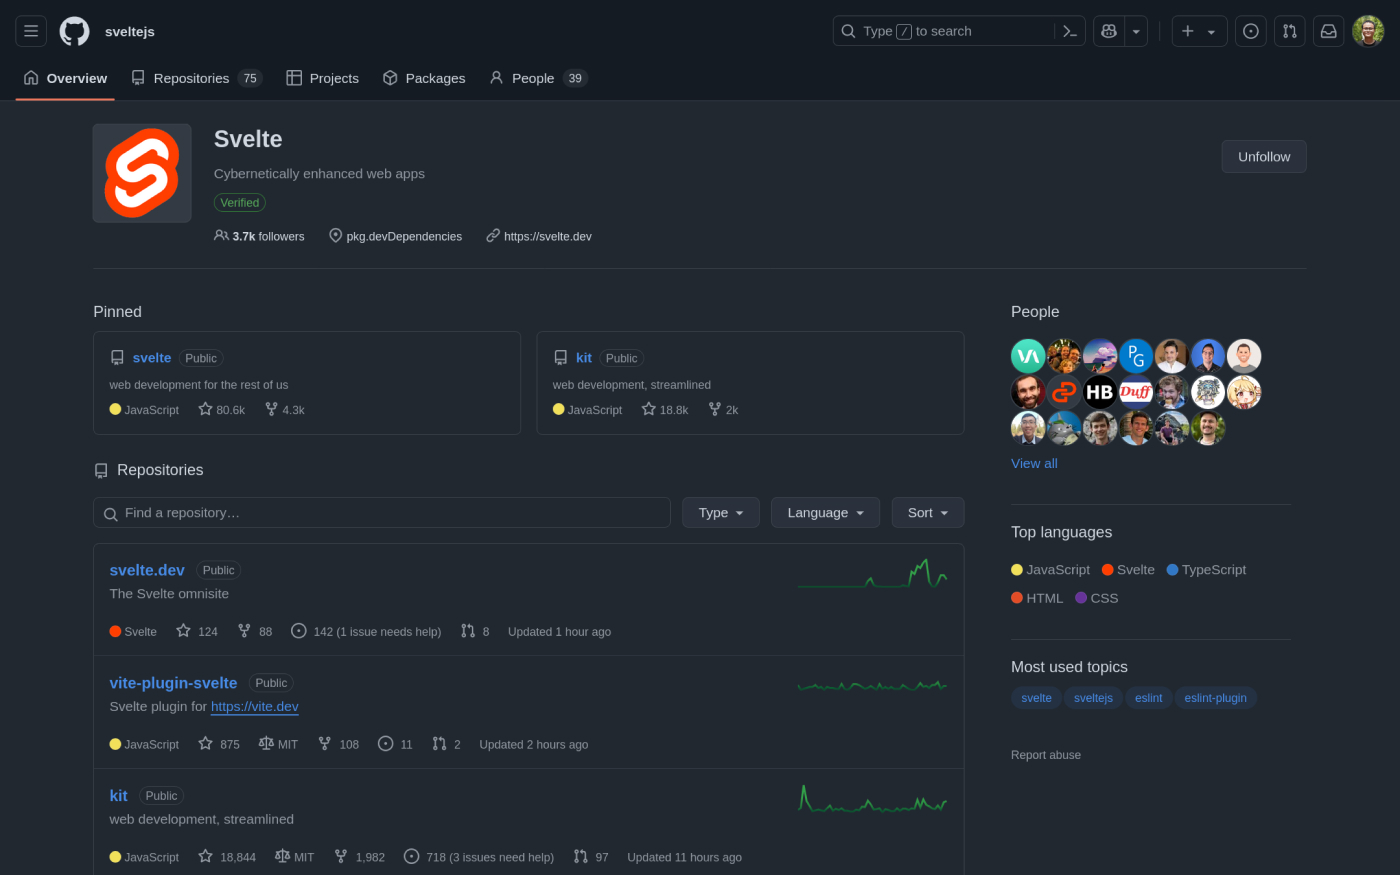 sveltejs
Type / to search
Overview
Repositories 75
Projects
Packages
People 39
Svelte
Cybernetically enhanced web apps
Verified
3.7k followers
pkg.devDependencies
https://svelte.dev
Unfollow
Pinned
svelte Public
web development for the rest of us
JavaScript 80.6k 4.3k
kit Public
web development, streamlined
JavaScript 18.8k 2k
Repositories
Find a repository…
Type
Language
Sort
svelte.dev Public
The Svelte omnisite
Svelte 124 88 142 (1 issue needs help) 8 Updated 1 hour ago
vite-plugin-svelte Public
Svelte plugin for https://vite.dev
JavaScript 875 MIT 108 11 2 Updated 2 hours ago
kit Public
web development, streamlined
JavaScript 18,844 MIT 1,982 718 (3 issues need help) 97 Updated 11 hours ago
People
PG
HB
Duff
View all
Top languages
JavaScript Svelte TypeScript
HTML CSS
Most used topics
svelte sveltejs eslint eslint-plugin
Report abuse